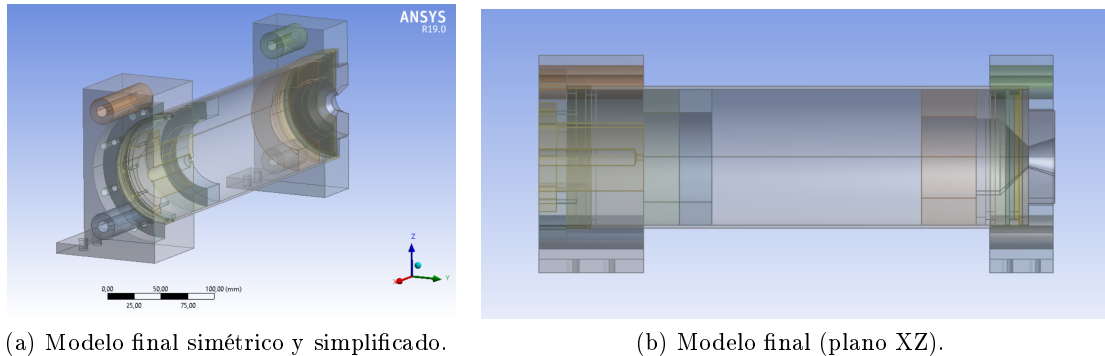 ANSYS
R19.0
Z
X
Y
0,00 50,00 100,00 (mm)
25,00 75,00
(a) Modelo final simétrico y simplificado.
(b) Modelo final (plano XZ).